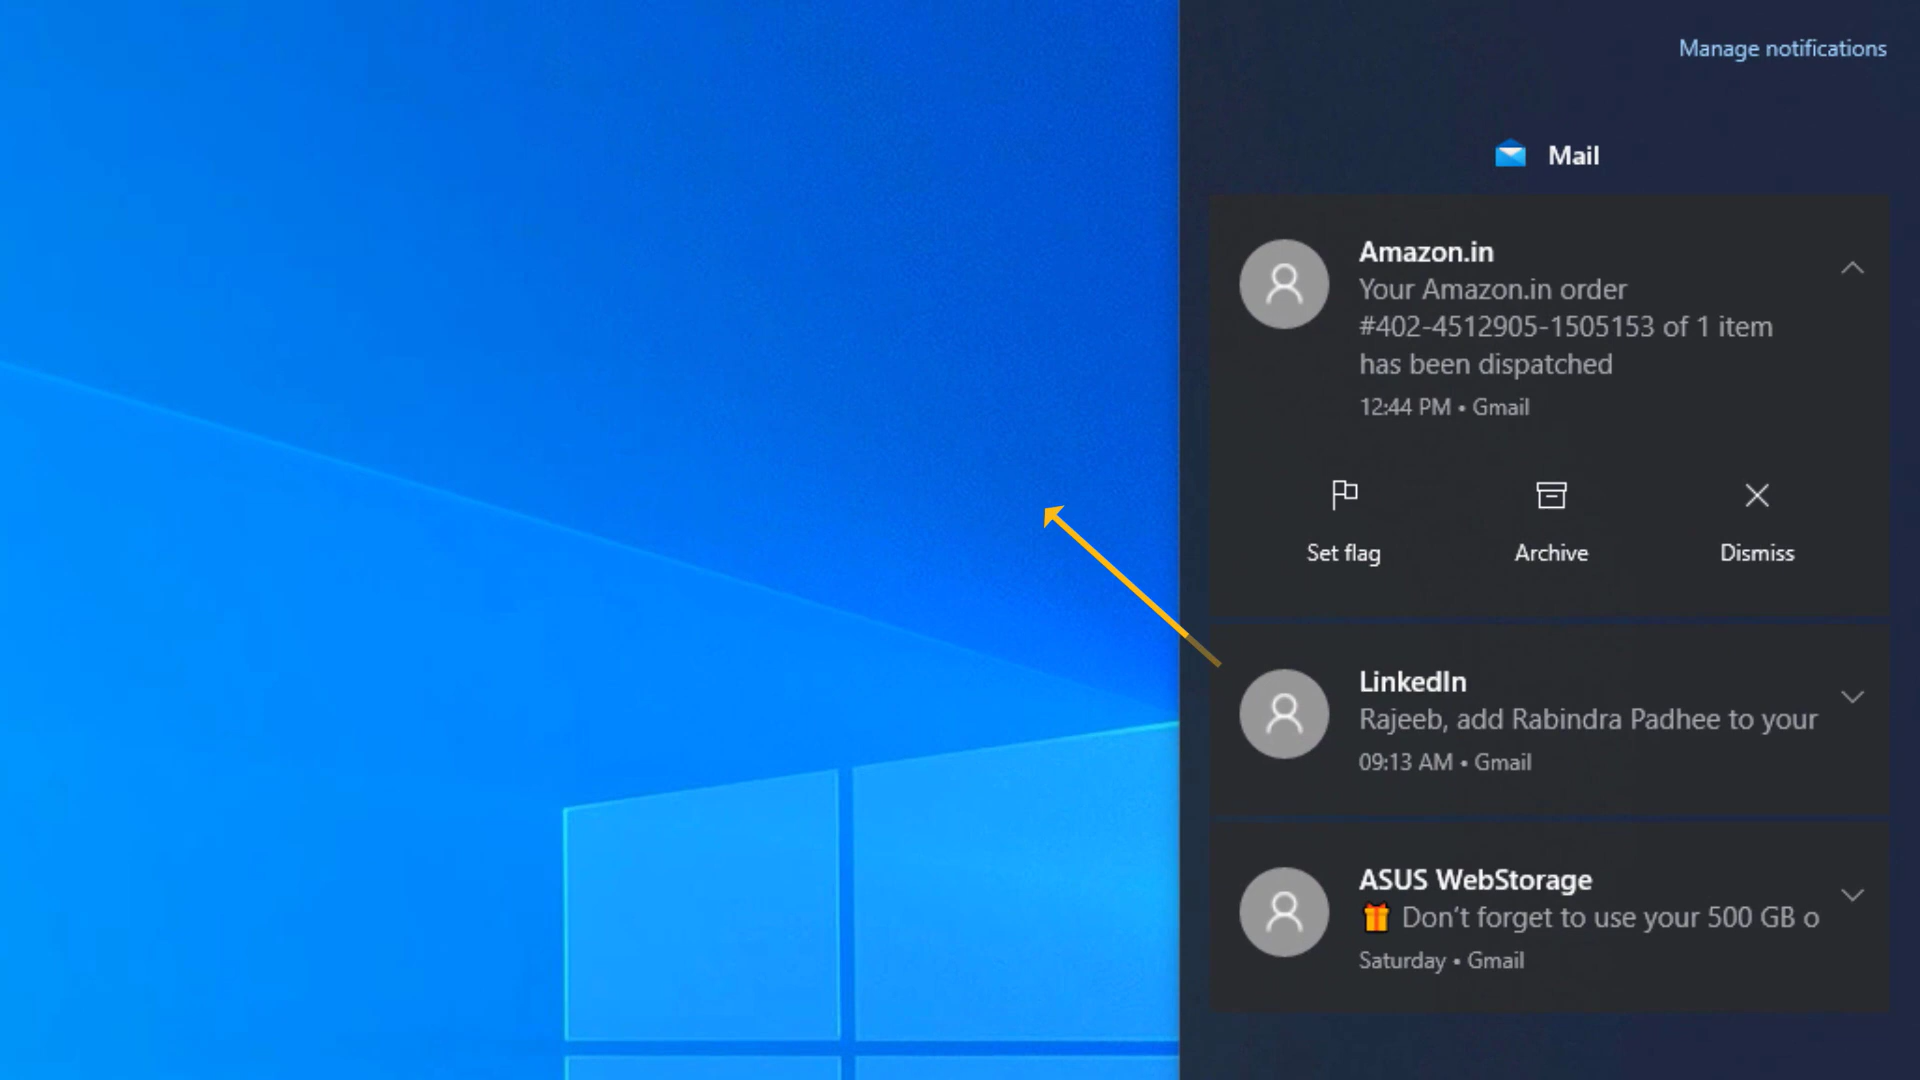 Manage notifications
Mail
Amazon.in
Your Amazon.in order
#402-4512905-1505153 of 1 item
has been dispatched
12:44 PM • Gmail
Set flag
Archive
Dismiss
LinkedIn
Rajeeb, add Rabindra Padhee to your
09:13 AM • Gmail
ASUS WebStorage
🎁 Don't forget to use your 500 GB o
Saturday • Gmail